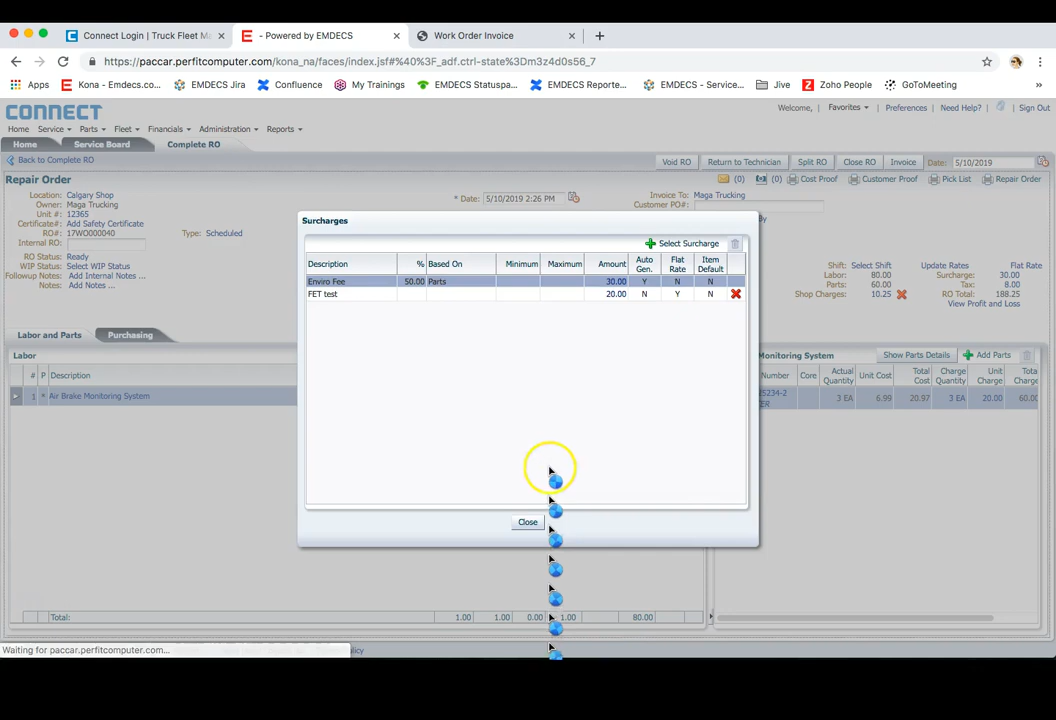 Connect Login | Truck Fleet M
- Powered by EMDECS
Work Order Invoice
https://paccar.perfitcomputer.com/kona_na/faces/index.jsf#%40%3F_adf.ctrl-state%3Dm3z4d0s56_7
Apps
Kona - Emdecs.co...
EMDECS Jira
Confluence
My Trainings
EMDECS Statuspa...
EMDECS Reporte...
EMDECS - Service...
Jive
Zoho People
GoToMeeting
»
CONNECT
Welcome,
Favorites
Preferences
Need Help?
Sign Out
Home Service Parts Fleet Financials Administration Reports
Home
Service Board
Complete RO
Back to Complete RO
Void RO
Return to Technician
Split RO
Close RO
Invoice
Date: 5/10/2019
Repair Order
(0)
(0)
Cost Proof
Customer Proof
Pick List
Repair Order
Location: Calgary Shop
Owner: Maga Trucking
Unit #: 12365
Certificate#: Add Safety Certificate
RO#: 17WO000040
Internal RO:
Type: Scheduled
* Date: 5/10/2019 2:26 PM
Invoice To: Maga Trucking
Customer PO#:
By
RO Status: Ready
WIP Status: Select WIP Status
Followup Notes: Add Internal Notes ...
Notes: Add Notes ...
Shift: Select Shift
Labor: 80.00
Parts: 60.00
Shop Charges: 10.25
Update Rates Flat Rate
Surcharge: 30.00
Tax: 8.00
RO Total: 188.25
View Profit and Loss
Surcharges
Select Surcharge
Description % Based On Minimum Maximum Amount Auto Gen. Flat Rate Item Default
Enviro Fee 50.00 Parts 30.00 Y N N
FET test 20.00 N Y N
Close
Labor and Parts
Purchasing
Labor
# P Description
1 * Air Brake Monitoring System
Total: 1.00 1.00 0.00 1.00 80.00
Monitoring System
Show Parts Details
Add Parts
Number Core Actual Quantity Unit Cost Total Cost Charge Quantity Unit Charge Total Charge
5234-2 3 EA 6.99 20.97 3 EA 20.00 60.00
ER
Waiting for paccar.perfitcomputer.com...